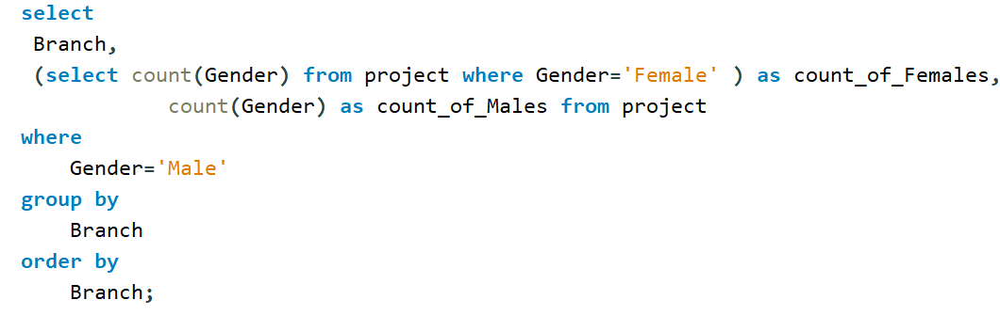 select
Branch,
(select count(Gender) from project where Gender='Female' ) as count_of_Females,
count(Gender) as count_of_Males from project
where
Gender='Male'
group by
Branch
order by
Branch;